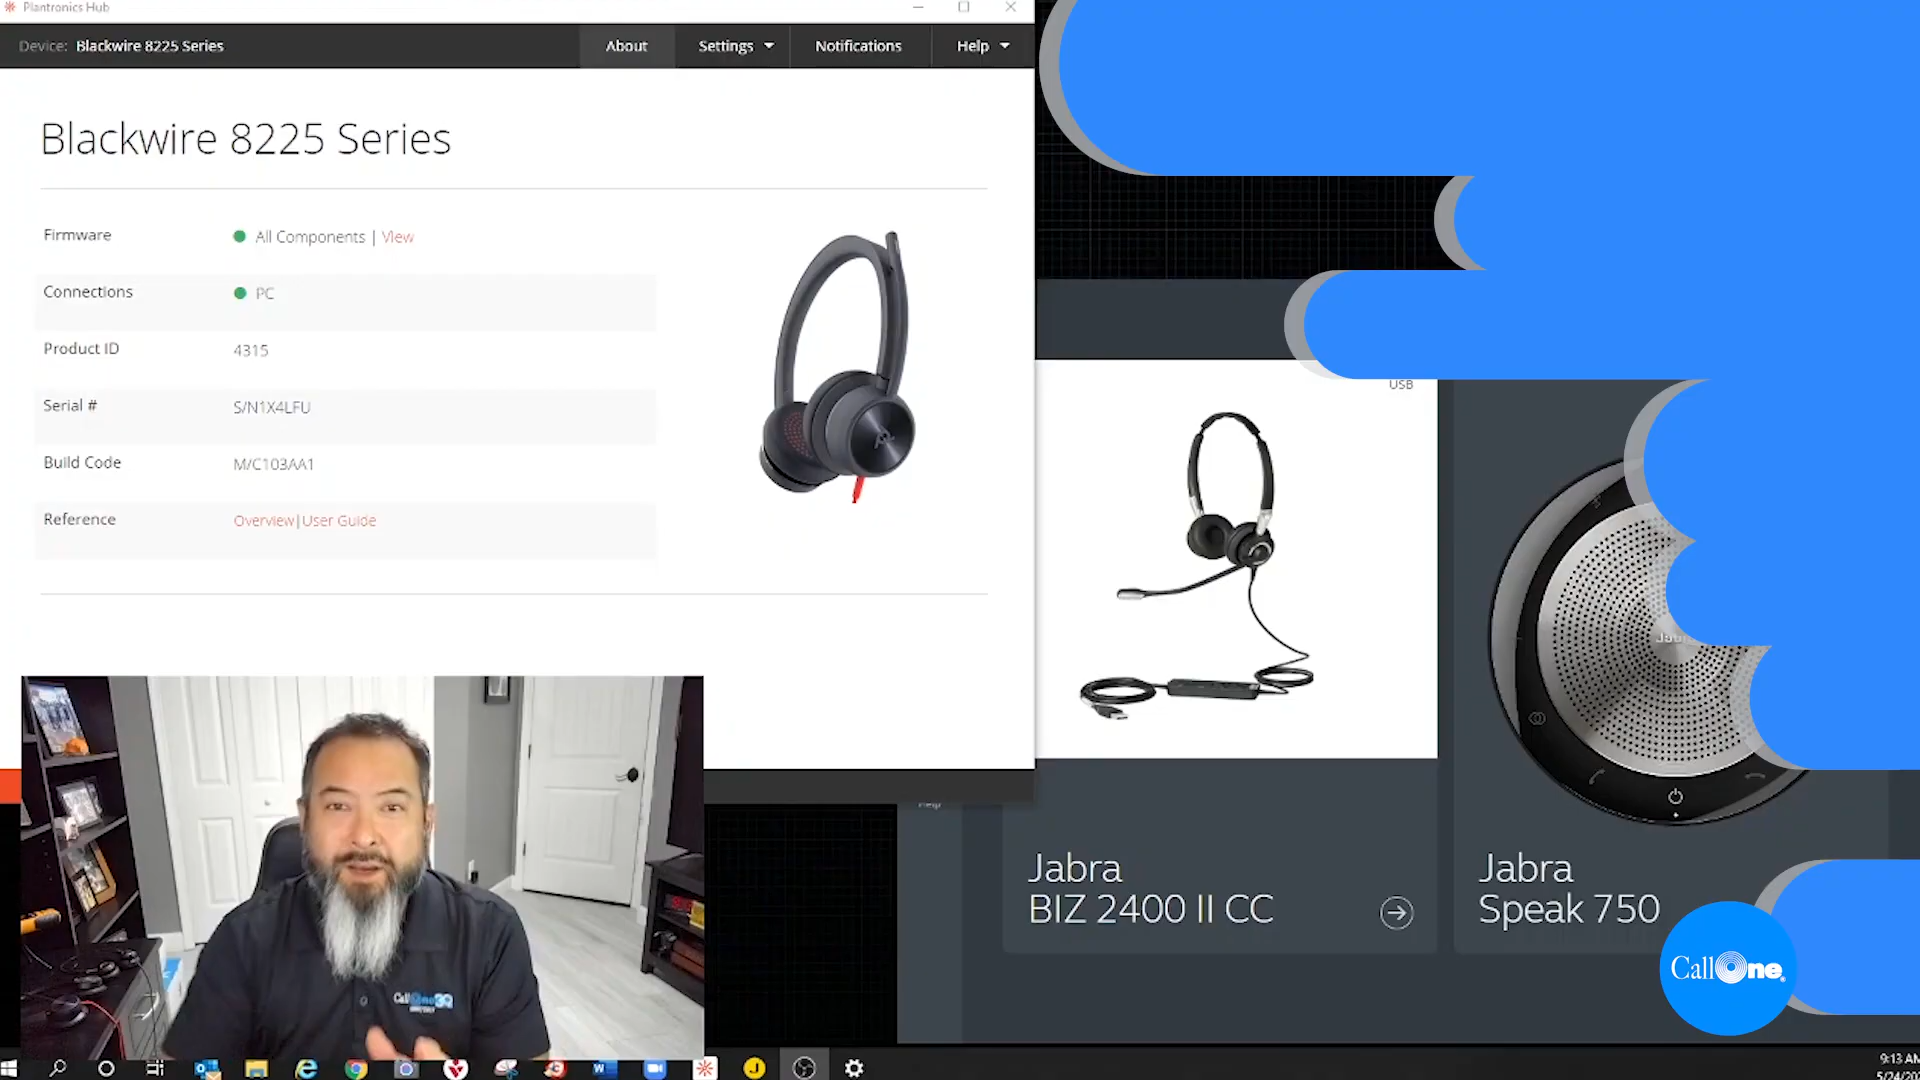 Plantronics Hub
Device: Blackwire 8225 Series
About
Settings
Notifications
Help
Blackwire 8225 Series
Firmware
All Components | View
Connections
PC
Product ID
4315
Serial #
S/N1X4LFU
Build Code
M/C103AA1
Reference
Overview|User Guide
USB
Help
Jabra
BIZ 2400 II CC
Jabra
Speak 750
CallOne
CallOne
9:13 AM